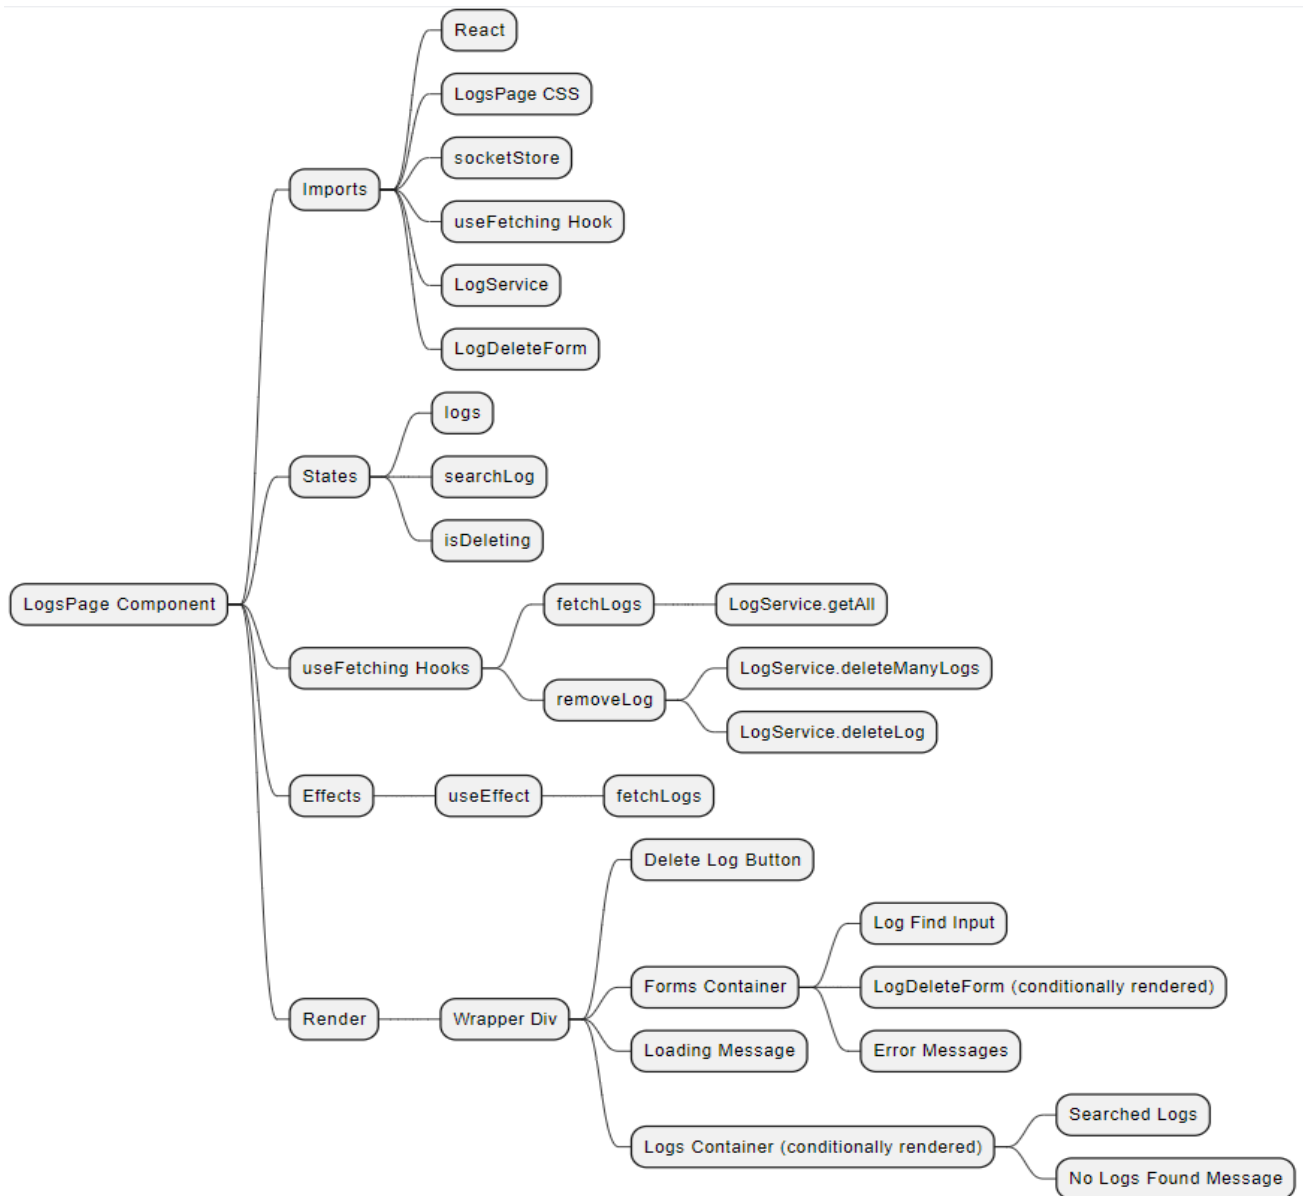 React
LogsPage CSS
socketStore
Imports
useFetching Hook
LogService
LogDeleteForm
logs
States
searchLog
isDeleting
LogsPage Component
fetchLogs
LogService.getAll
useFetching Hooks
LogService.deleteManyLogs
removeLog
LogService.deleteLog
Effects
useEffect
fetchLogs
Delete Log Button
Log Find Input
Forms Container
LogDeleteForm (conditionally rendered)
Render
Wrapper Div
Loading Message
Error Messages
Searched Logs
Logs Container (conditionally rendered)
No Logs Found Message